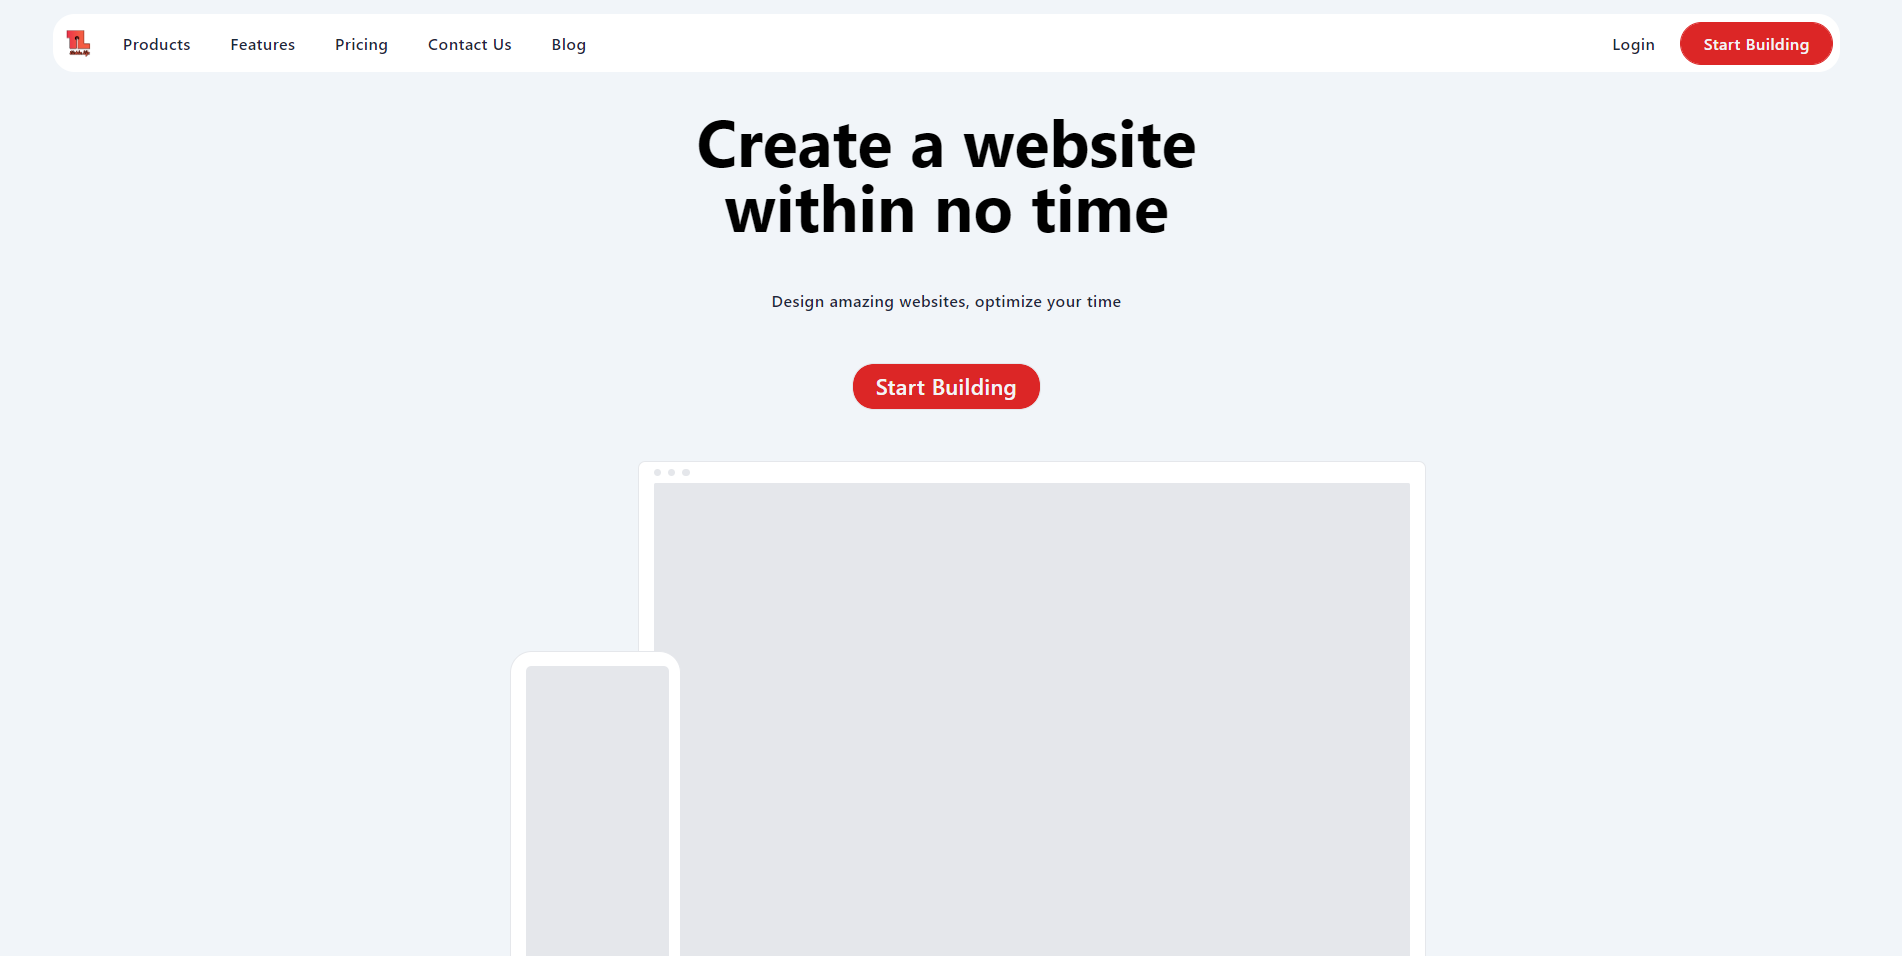 Products
Features
Pricing
Contact Us
Blog
Login
Start Building
Create a website
within no time
Design amazing websites, optimize your time
Start Building